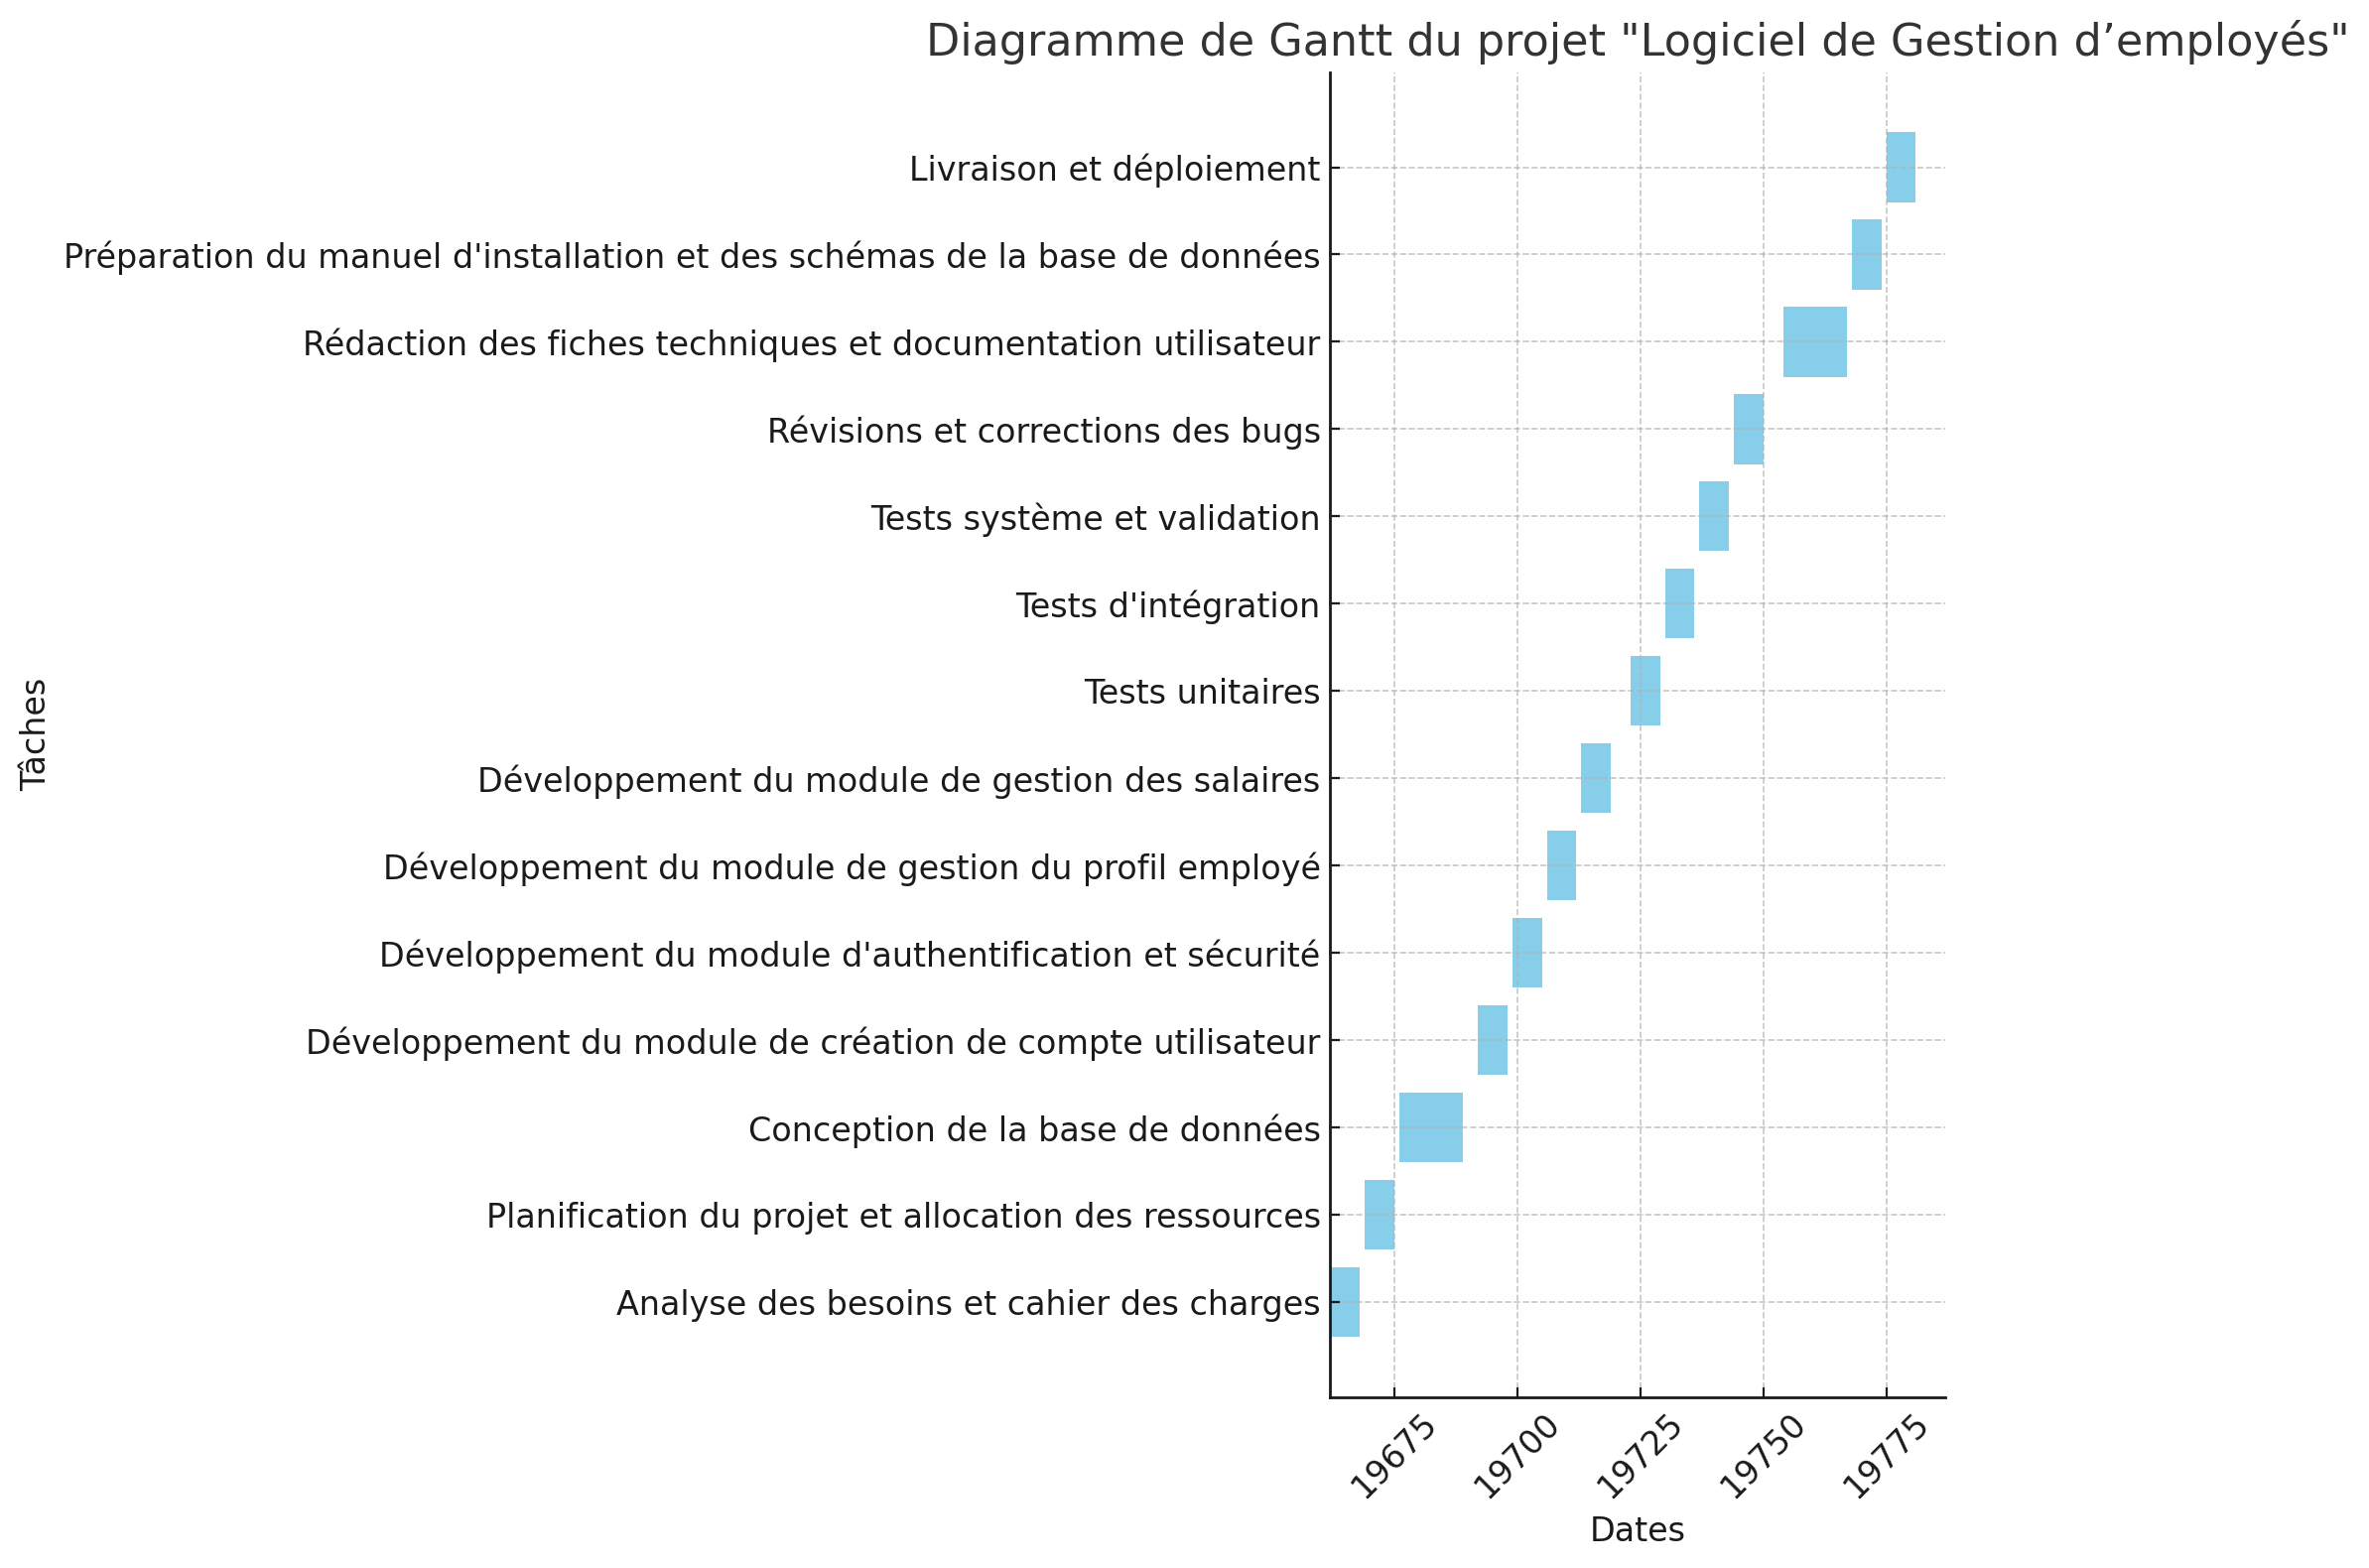 Diagramme de Gantt du projet "Logiciel de Gestion d’employés"
Livraison et déploiement
Préparation du manuel d'installation et des schémas de la base de données
Rédaction des fiches techniques et documentation utilisateur
Révisions et corrections des bugs
Tests système et validation
Tests d'intégration
Tests unitaires
Tâches
Développement du module de gestion des salaires
Développement du module de gestion du profil employé
Développement du module d'authentification et sécurité
Développement du module de création de compte utilisateur
Conception de la base de données
Planification du projet et allocation des ressources
Analyse des besoins et cahier des charges
19675
19700
19725
19750
19775
Dates